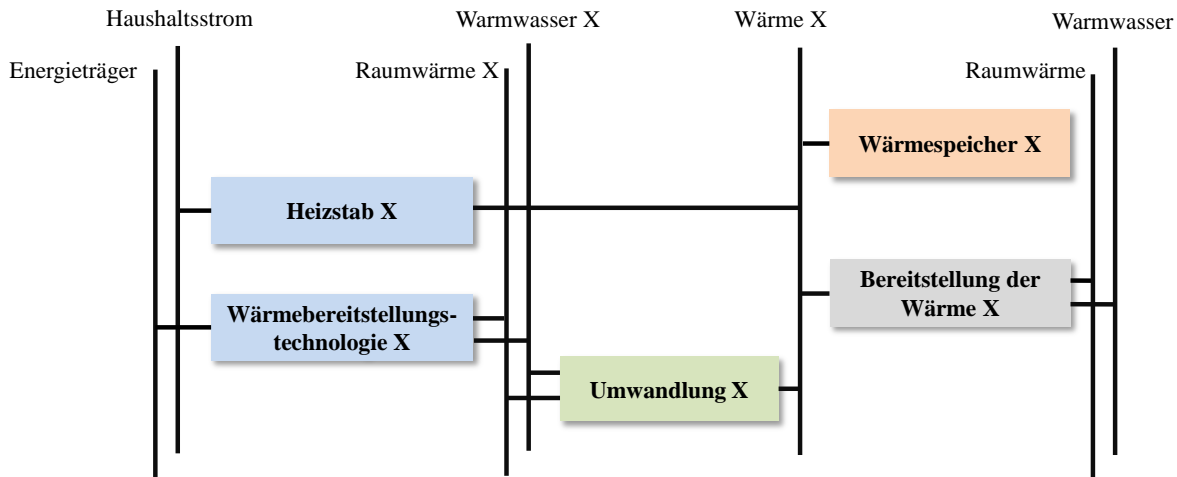 Haushaltsstrom
Warmwasser X
Wärme X
Warmwasser
Energieträger
Raumwärme X
Raumwärme
Wärmespeicher X
Heizstab X
Bereitstellung der
Wärme X
Wärmebereitstellungs-
technologie X
Umwandlung X